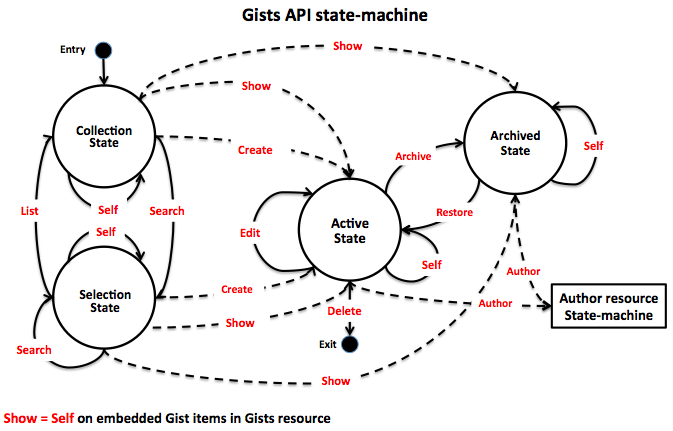 Gists API state-machine
Entry
Show
Show
Collection
State
Archived
State
Create
Archive
Self
List
Self
Search
Self
Edit
Active
State
Restore
Self
Selection
State
Create
Show
Delete
Author
Author
Author resource
State-machine
Search
Exit
Show
Show = Self on embedded Gist items in Gists resource